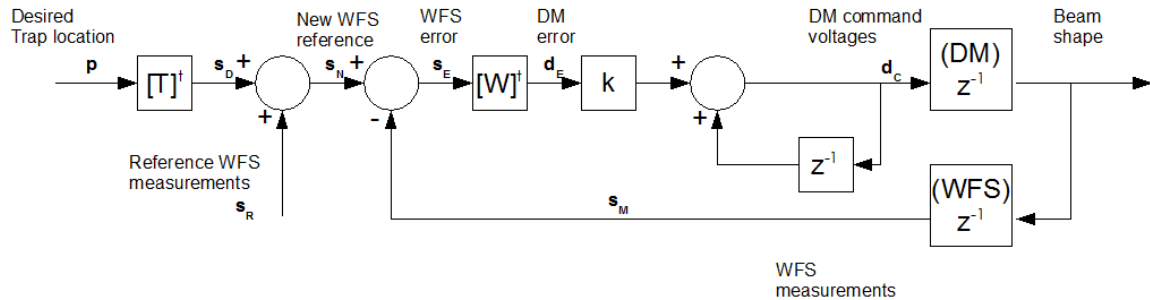 Desired
Trap location
New WFS
reference
WFS
error
DM
error
DM command
voltages
Beam
shape
p
[T]†
s_D
+
+
s_N
+
-
s_E
[W]†
d_E
k
+
+
d_C
(DM)
z⁻¹
z⁻¹
Reference WFS
measurements
s_R
s_M
(WFS)
z⁻¹
WFS
measurements